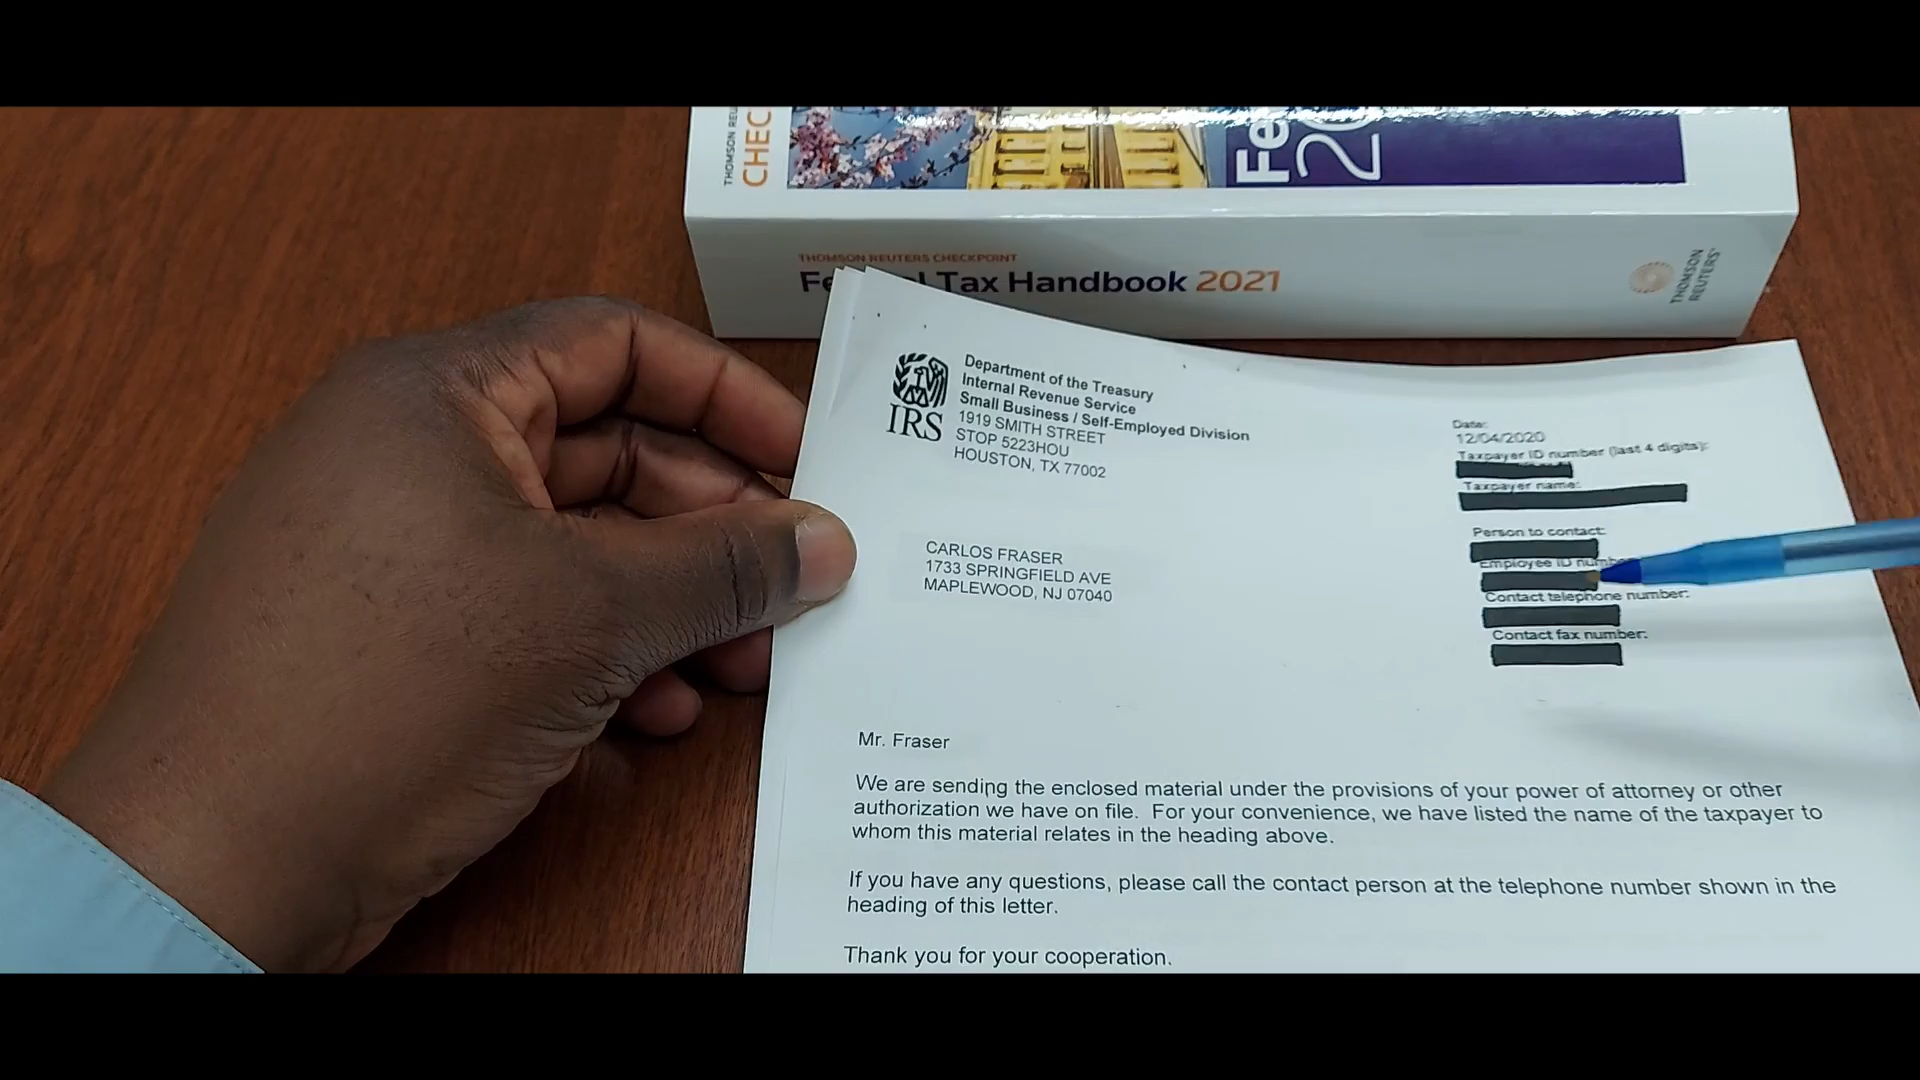 THOMSON REU
CHEC
Fe
20
THOMSON REUTERS CHECKPOINT
Tax Handbook 2021
THOMSON
REUTERS
IRS
Department of the Treasury
Internal Revenue Service
Small Business / Self-Employed Division
1919 SMITH STREET
STOP 5223HOU
HOUSTON, TX 77002
Date:
12/04/2020
Taxpayer ID number (last 4 digits):
Taxpayer name:
Person to contact:
Employee ID numbe
Contact telephone number:
Contact fax number:
CARLOS FRASER
1733 SPRINGFIELD AVE
MAPLEWOOD, NJ 07040
Mr. Fraser
We are sending the enclosed material under the provisions of your power of attorney or other
authorization we have on file.  For your convenience, we have listed the name of the taxpayer to
whom this material relates in the heading above.
If you have any questions, please call the contact person at the telephone number shown in the
heading of this letter.
Thank you for your cooperation.